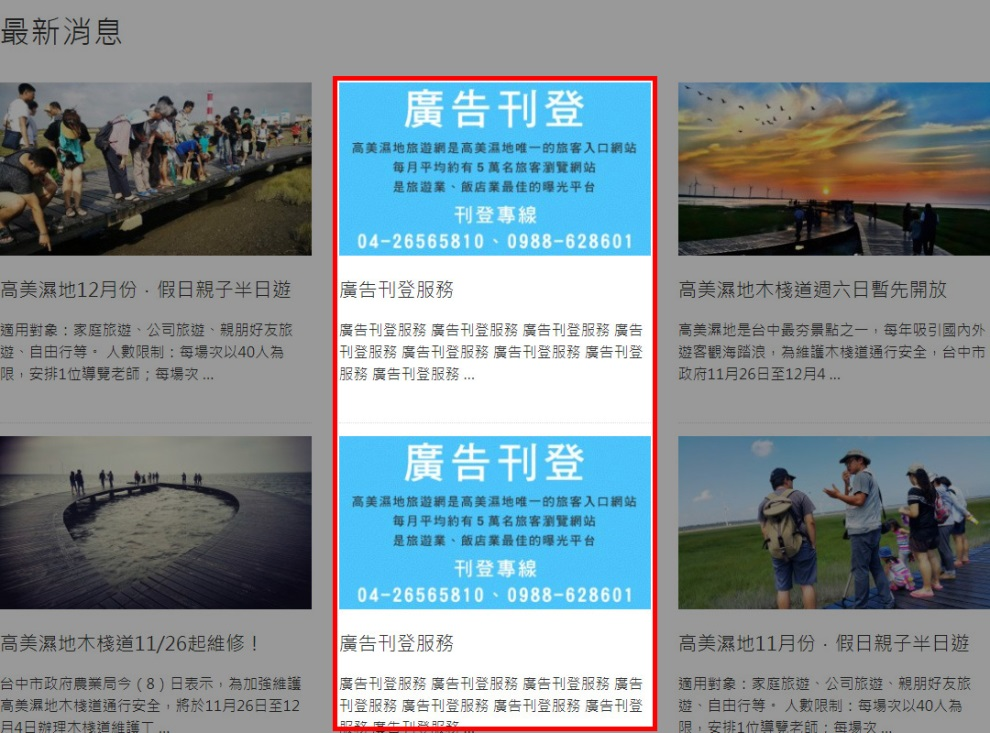 最新消息
高美濕地12月份．假日親子半日遊
適用對象：家庭旅遊、公司旅遊、親朋好友旅
遊、自由行等。 人數限制：每場次以40人為
限，安排1位導覽老師；每場次 ...
廣告刊登
高美濕地旅遊網是高美濕地唯一的旅客入口網站
每月平均約有 5 萬名旅客瀏覽網站
是旅遊業、飯店業最佳的曝光平台
刊登專線
04-26565810、0988-628601
廣告刊登服務
廣告刊登服務 廣告刊登服務 廣告刊登服務 廣告
刊登服務 廣告刊登服務 廣告刊登服務 廣告刊登
服務 廣告刊登服務 ...
高美濕地木棧道週六日暫先開放
高美濕地是台中最夯景點之一，每年吸引國內外
遊客觀海踏浪，為維護木棧道通行安全，台中市
政府11月26日至12月4 ...
高美濕地木棧道11/26起維修！
台中市政府農業局今（8）日表示，為加強維護
高美濕地木棧道通行安全，將於11月26日至12
月4日辦理木棧道維護工 ...
廣告刊登
高美濕地旅遊網是高美濕地唯一的旅客入口網站
每月平均約有 5 萬名旅客瀏覽網站
是旅遊業、飯店業最佳的曝光平台
刊登專線
04-26565810、0988-628601
廣告刊登服務
廣告刊登服務 廣告刊登服務 廣告刊登服務 廣告
刊登服務 廣告刊登服務 廣告刊登服務 廣告刊登
服務 廣告刊登服務 ...
高美濕地11月份．假日親子半日遊
適用對象：家庭旅遊、公司旅遊、親朋好友旅
遊、自由行等。 人數限制：每場次以40人為
限，安排1位導覽老師；每場次 ...